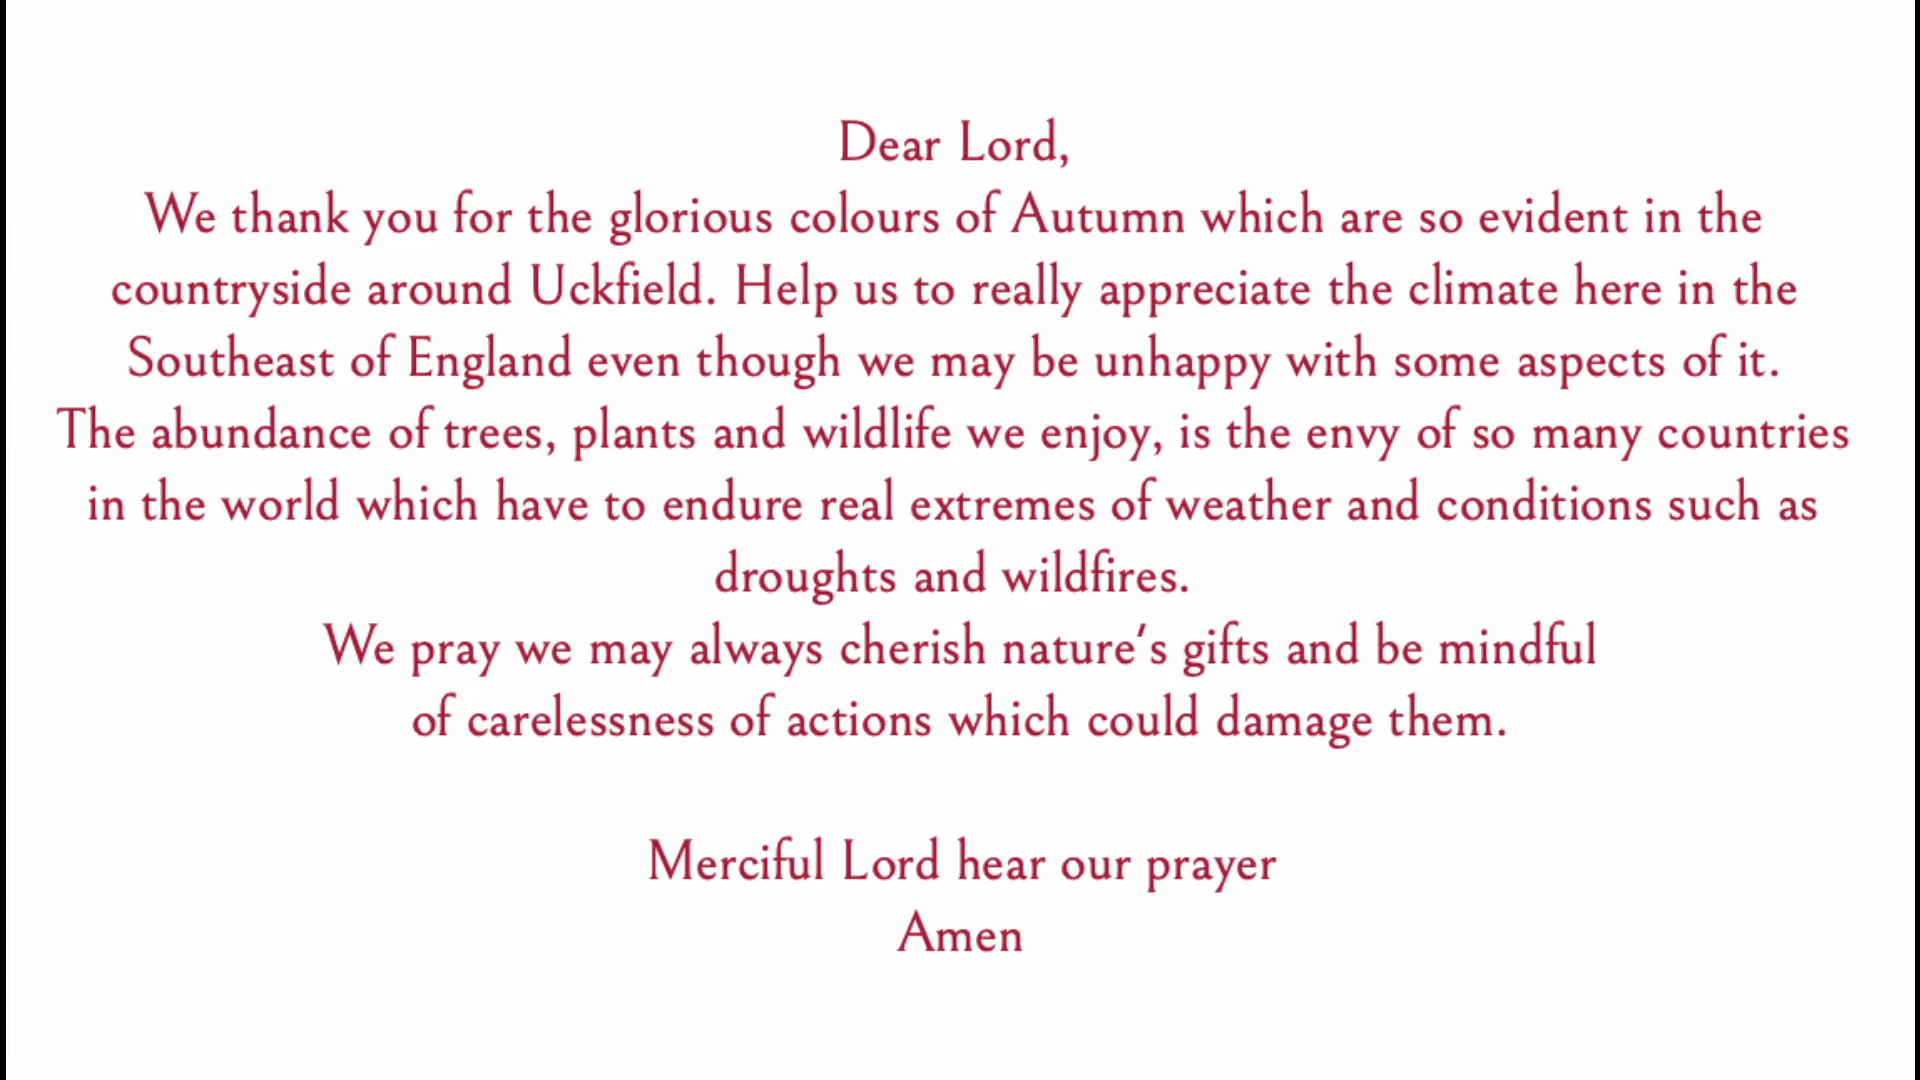 Dear Lord,
We thank you for the glorious colours of Autumn which are so evident in the
countryside around Uckfield. Help us to really appreciate the climate here in the
Southeast of England even though we may be unhappy with some aspects of it.
The abundance of trees, plants and wildlife we enjoy, is the envy of so many countries
in the world which have to endure real extremes of weather and conditions such as
droughts and wildfires.
We pray we may always cherish nature's gifts and be mindful
of carelessness of actions which could damage them.
Merciful Lord hear our prayer
Amen